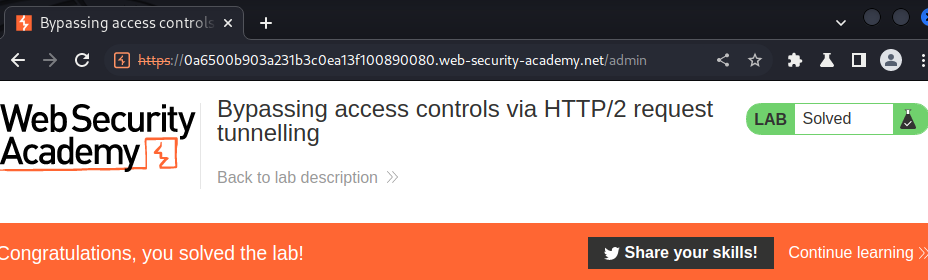 Bypassing access controls
https://0a6500b903a231b3c0ea13f100890080.web-security-academy.net/admin
Web Security
Academy
Bypassing access controls via HTTP/2 request
tunnelling
Back to lab description
LAB
Solved
Congratulations, you solved the lab!
Share your skills!
Continue learning